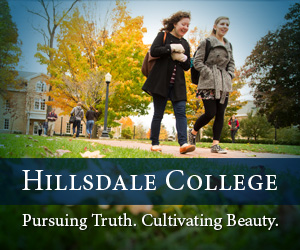 HILLSDALE COLLEGE
Pursuing Truth. Cultivating Beauty.